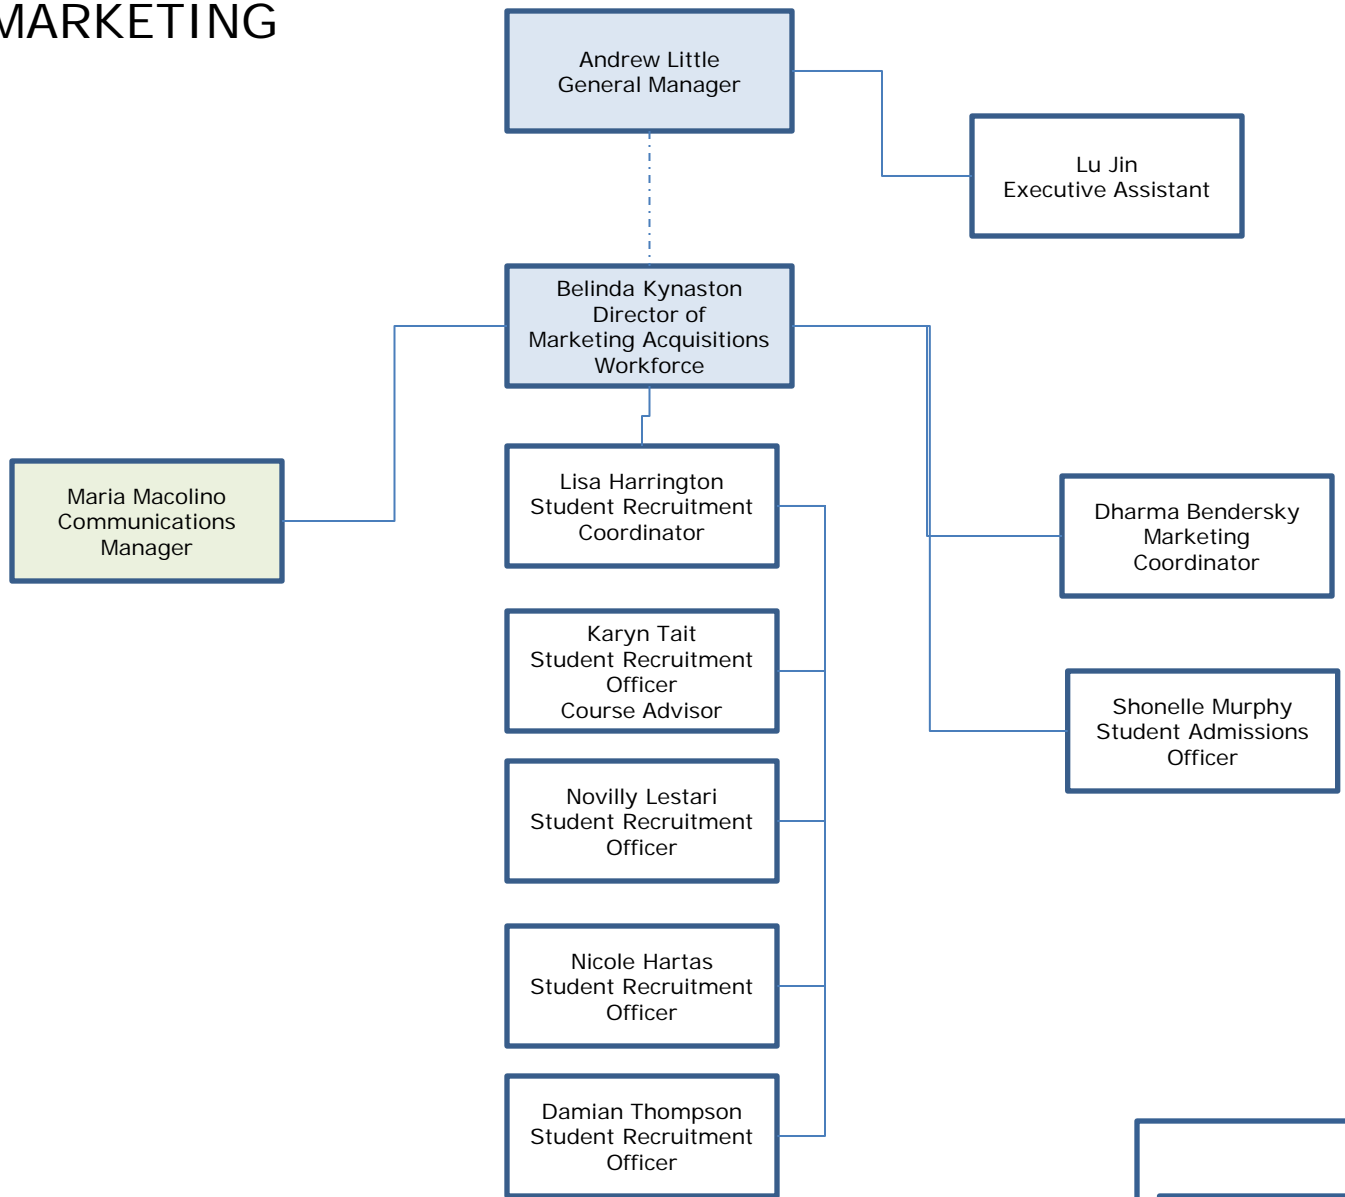 MARKETING
Andrew Little
General Manager
Lu Jin
Executive Assistant
Belinda Kynaston
Director of
Marketing Acquisitions
Workforce
Maria Macolino
Communications
Manager
Lisa Harrington
Student Recruitment
Coordinator
Dharma Bendersky
Marketing
Coordinator
Karyn Tait
Student Recruitment
Officer
Course Advisor
Shonelle Murphy
Student Admissions
Officer
Novilly Lestari
Student Recruitment
Officer
Nicole Hartas
Student Recruitment
Officer
Damian Thompson
Student Recruitment
Officer